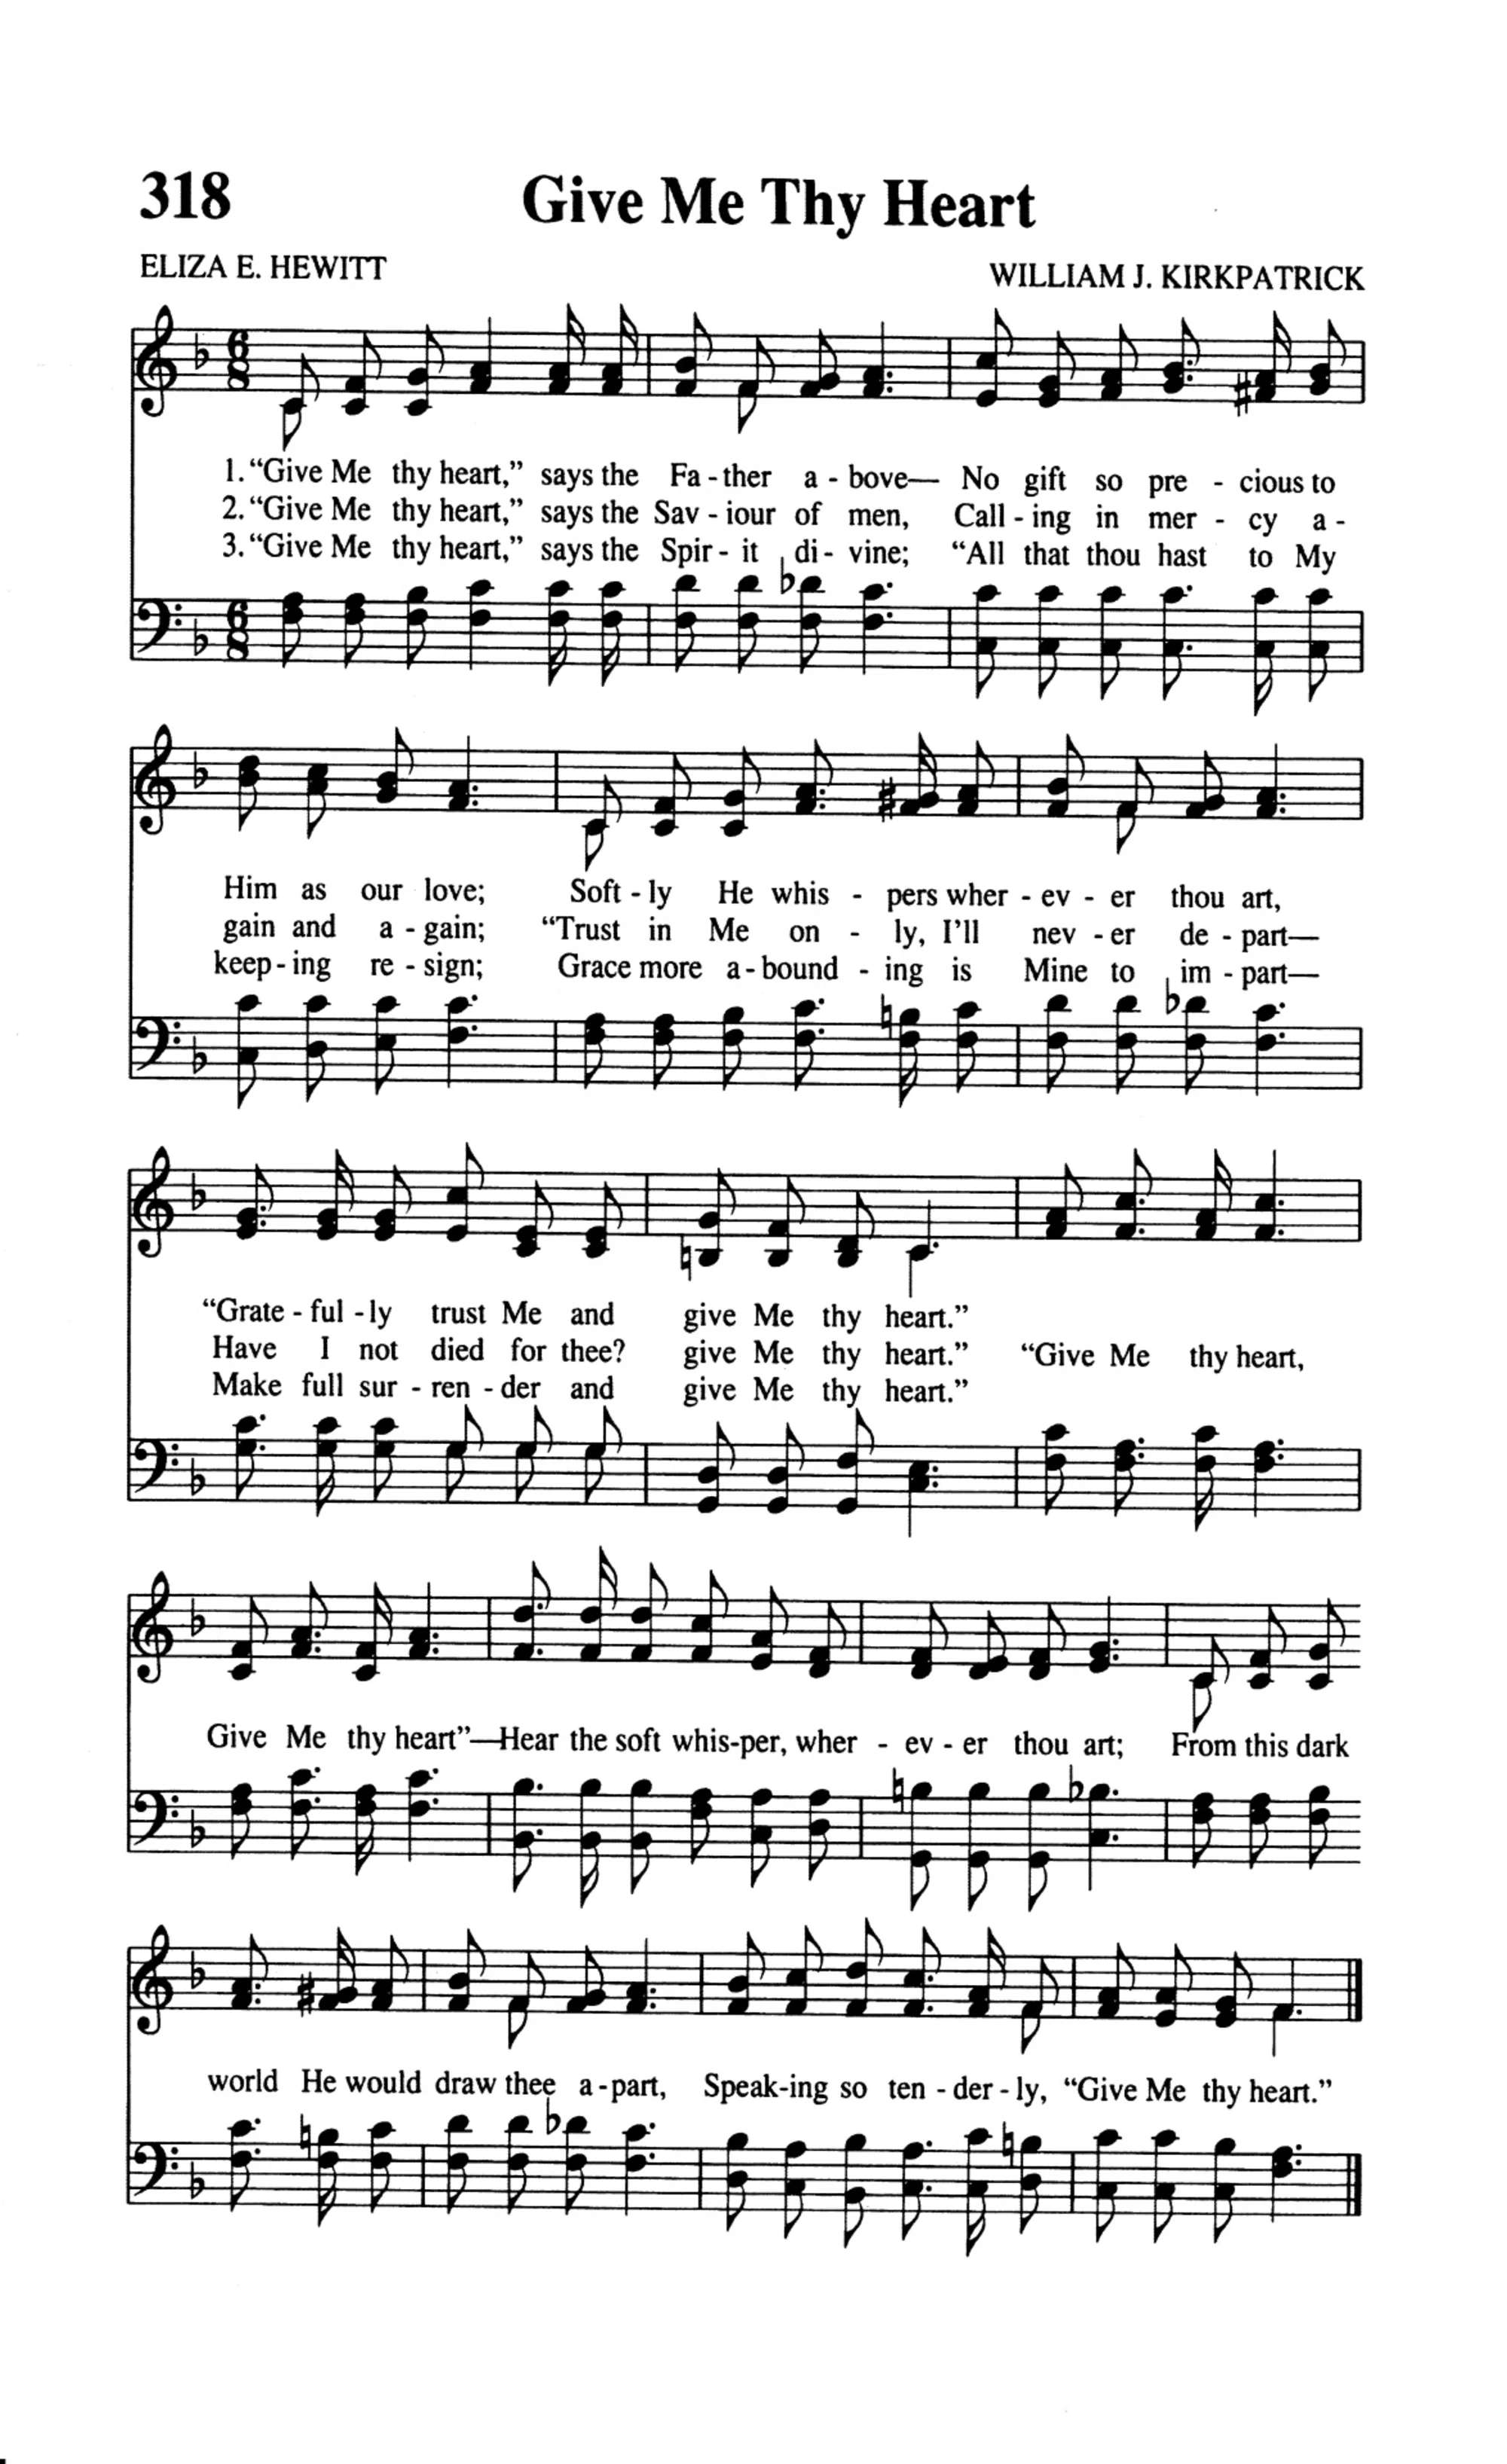 318 Give Me Thy Heart
ELIZA E. HEWITT WILLIAM J. KIRKPATRICK
1. “Give Me thy heart,” says the Fa - ther a - bove— No gift so pre - cious to
2. “Give Me thy heart,” says the Sav - iour of men, Call - ing in mer - cy a -
3. “Give Me thy heart,” says the Spir - it di - vine; “All that thou hast to My
Him as our love; Soft - ly He whis - pers wher - ev - er thou art,
gain and a - gain; “Trust in Me on - ly, I’ll nev - er de - part—
keep - ing re - sign; Grace more a - bound - ing is Mine to im - part—
“Grate - ful - ly trust Me and give Me thy heart.”
Have I not died for thee? give Me thy heart.” “Give Me thy heart,
Make full sur - ren - der and give Me thy heart.”
Give Me thy heart”—Hear the soft whis-per, wher - ev - er thou art; From this dark
world He would draw thee a - part, Speak-ing so ten - der - ly, “Give Me thy heart.”